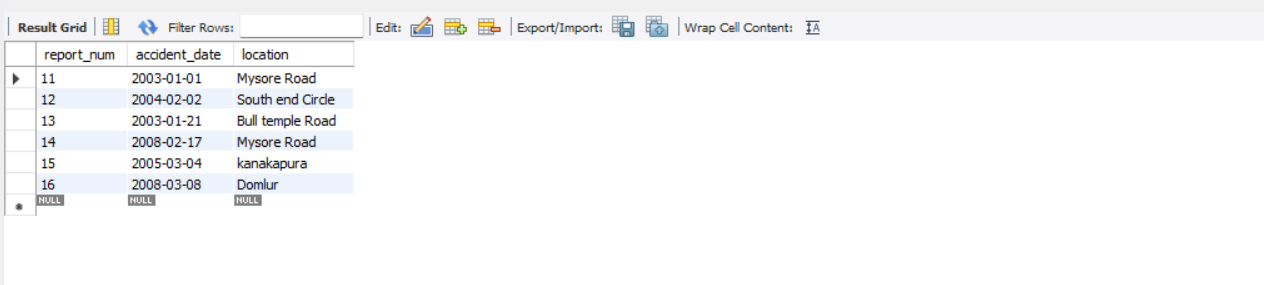 Result Grid Filter Rows: Edit: Export/Import: Wrap Cell Content: IA
report_num accident_date location
11 2003-01-01 Mysore Road
12 2004-02-02 South end Circle
13 2003-01-21 Bull temple Road
14 2008-02-17 Mysore Road
15 2005-03-04 kanakapura
16 2008-03-08 Domlur
NULL NULL NULL